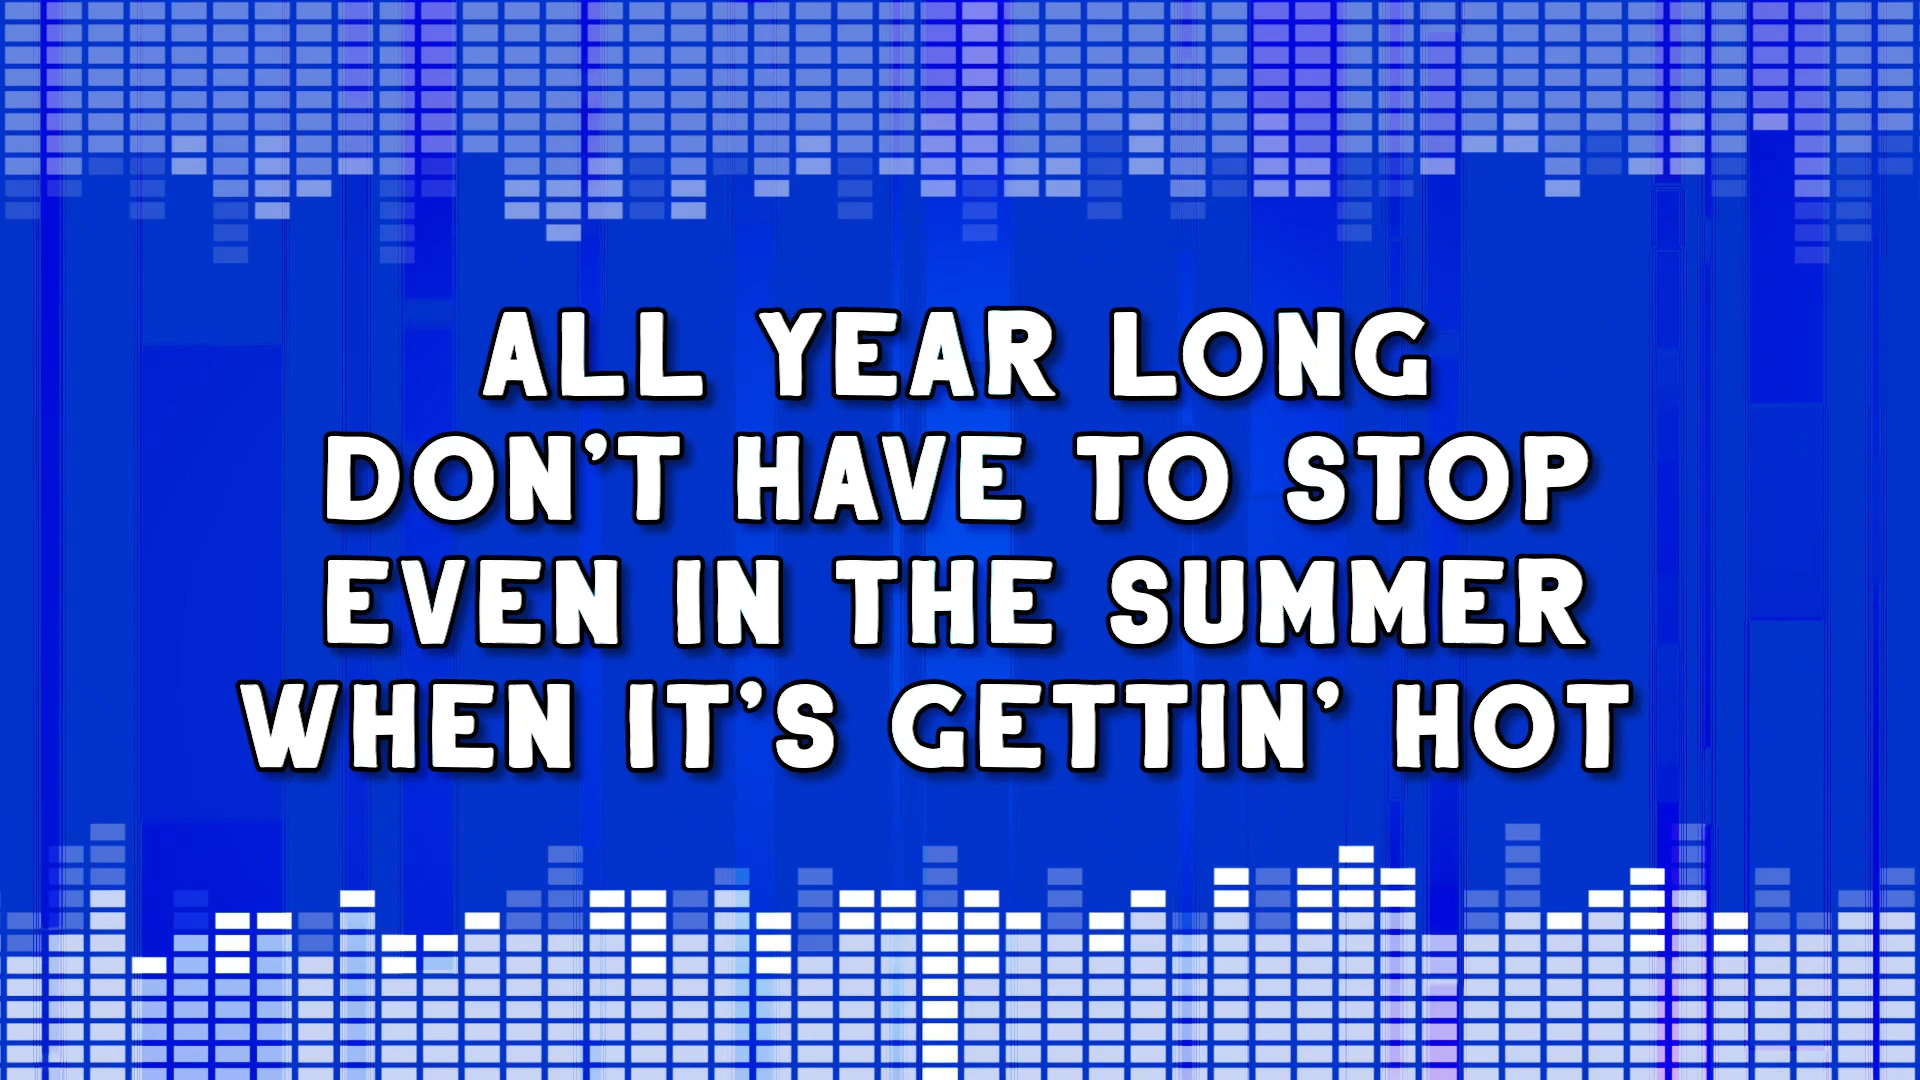 ALL YEAR LONG
DON’T HAVE TO STOP
EVEN IN THE SUMMER
WHEN IT’S GETTIN’ HOT